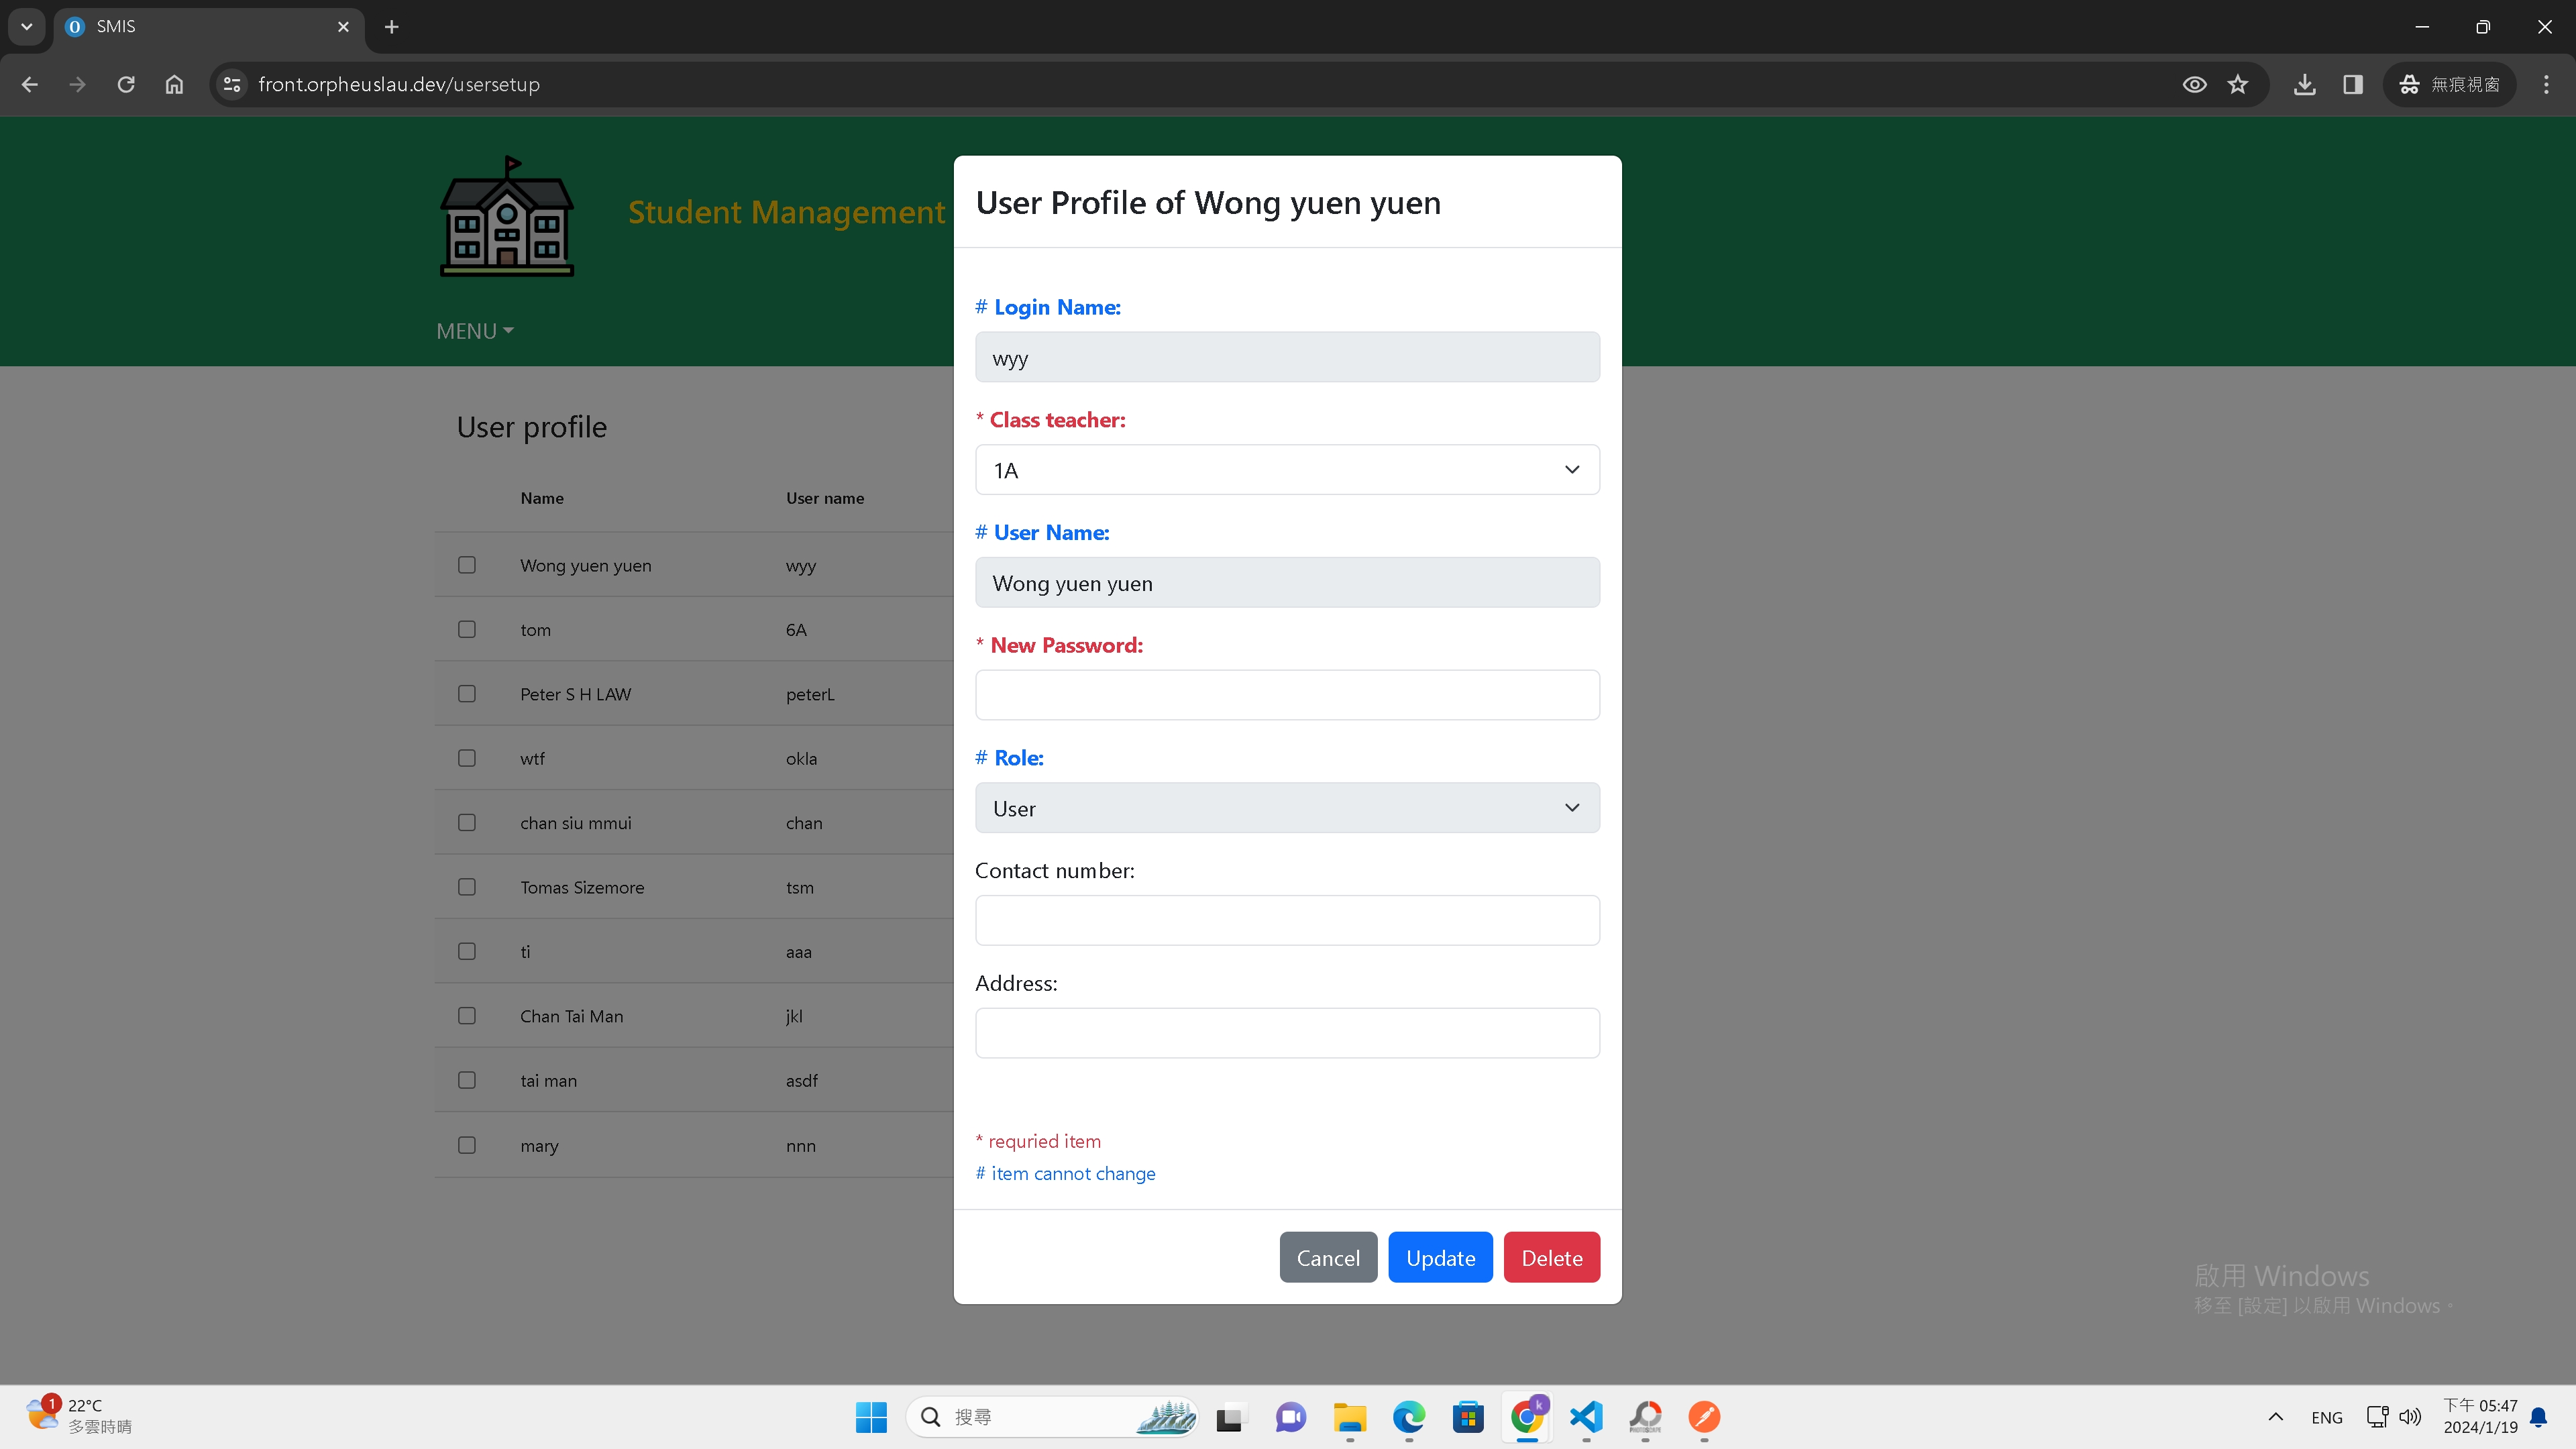 SMIS
front.orpheuslau.dev/usersetup
無痕視窗
Student Management
MENU
User profile
Name User name
Wong yuen yuen wyy
tom 6A
Peter S H LAW peterL
wtf okla
chan siu mmui chan
Tomas Sizemore tsm
ti aaa
Chan Tai Man jkl
tai man asdf
mary nnn
User Profile of Wong yuen yuen
# Login Name:
wyy
* Class teacher:
1A
# User Name:
Wong yuen yuen
* New Password:
# Role:
User
Contact number:
Address:
* requried item
# item cannot change
Cancel Update Delete
啟用 Windows
移至 [設定] 以啟用 Windows。
1
22°C
多雲時晴
搜尋
k
ENG
下午 05:47
2024/1/19